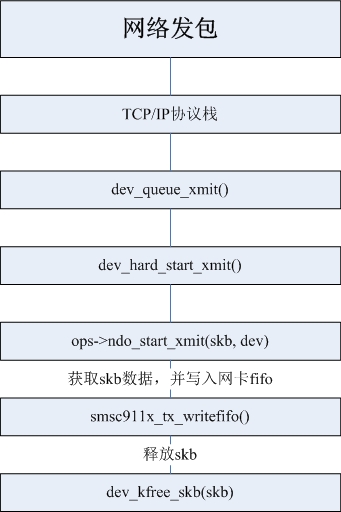 网络发包
TCP/IP协议栈
dev_queue_xmit()
dev_hard_start_xmit()
ops->ndo_start_xmit(skb, dev)
获取skb数据，并写入网卡fifo
smsc911x_tx_writefifo()
释放skb
dev_kfree_skb(skb)